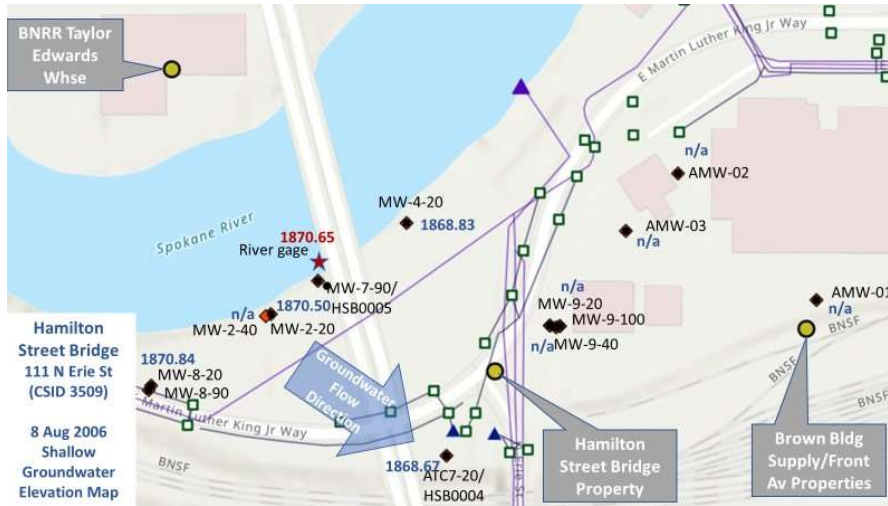 BNRR Taylor
Edwards
Whse
E Martin Luther King Jr Way
n/a
AMW-02
MW-4-20
1868.83
AMW-03
n/a
Spokane River
1870.65
River gage
MW-7-90/
HSB0005
n/a
1870.50
MW-2-40
MW-2-20
n/a
MW-9-20
MW-9-100
n/a
MW-9-40
AMW-01
n/a
BNSF
BNSF
BNSF
Hamilton
Street Bridge
111 N Erie St
(CSID 3509)
8 Aug 2006
Shallow
Groundwater
Elevation Map
1870.84
MW-8-20
MW-8-90
E Martin Luther King Jr Way
Groundwater
Flow
Direction
BNSF
BNSF
1868.67
ATC7-20/
HSB0004
Hamilton
Street Bridge
Property
Brown Bldg
Supply/Front
Av Properties